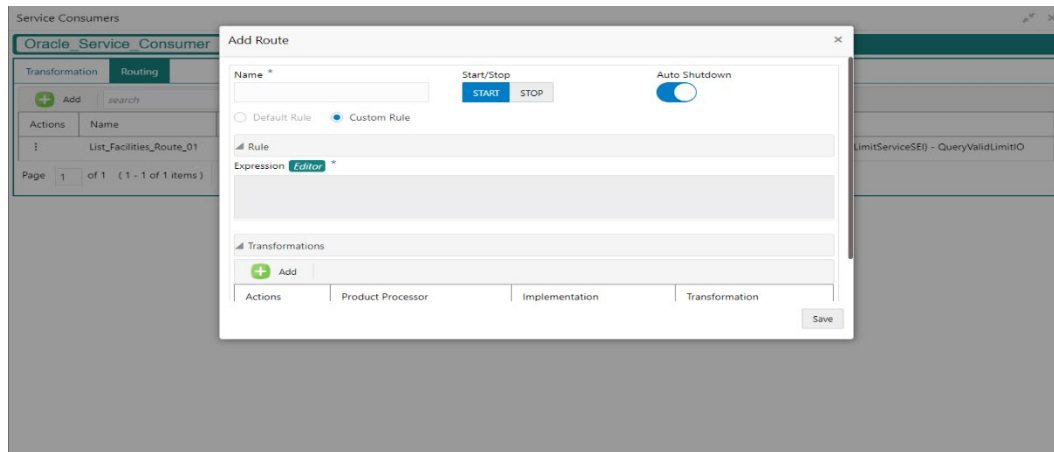 Service Consumers
Oracle_Service_Consumer
Transformation Routing
Add search
Actions Name
List_Facilities_Route_01 LimitServiceSEI) - QueryValidLimitIO
Page 1 of 1 ( 1 - 1 of 1 items )
Add Route
Name * Start/Stop Auto Shutdown
START STOP
Default Rule Custom Rule
Rule
Expression Editor *
Transformations
Add
Actions Product Processor Implementation Transformation
Save